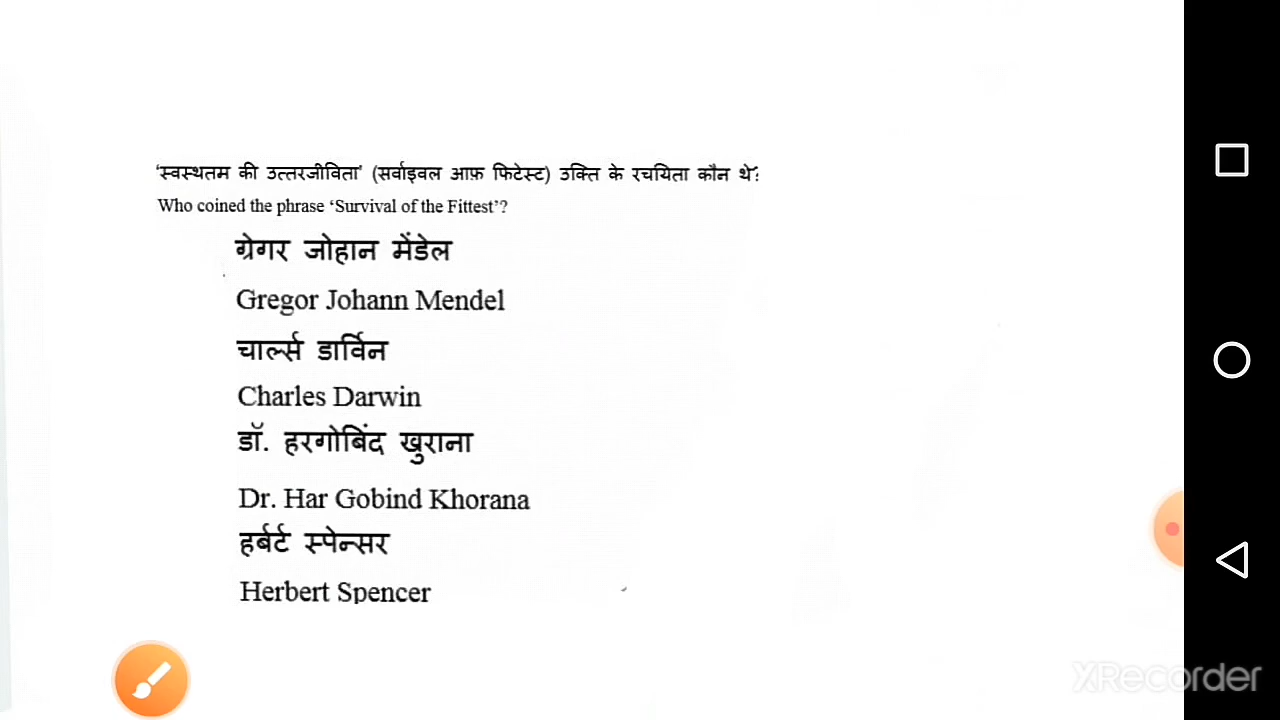 ‘स्वस्थतम की उत्तरजीविता’ (सर्वाइवल आफ़ फिटेस्ट) उक्ति के रचयिता कौन थे?
Who coined the phrase ‘Survival of the Fittest’?
ग्रेगर जोहान मेंडेल
Gregor Johann Mendel
चार्ल्स डार्विन
Charles Darwin
डॉ. हरगोबिंद खुराना
Dr. Har Gobind Khorana
हर्बर्ट स्पेन्सर
Herbert Spencer
XRecorder